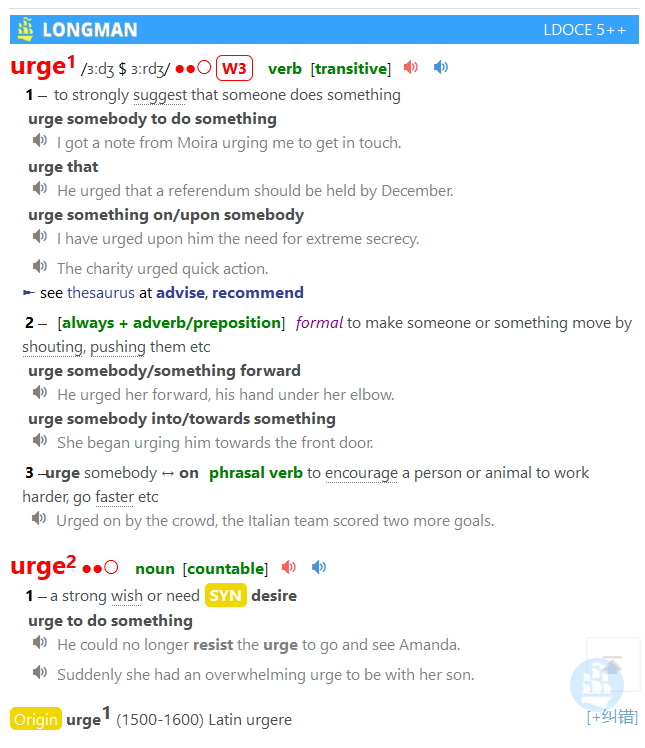 LONGMAN LDOCE 5++
urge1 /ɜːdʒ $ ɜːrdʒ/ ●●○ W3 verb [transitive]
1 – to strongly suggest that someone does something
urge somebody to do something
I got a note from Moira urging me to get in touch.
urge that
He urged that a referendum should be held by December.
urge something on/upon somebody
I have urged upon him the need for extreme secrecy.
The charity urged quick action.
► see thesaurus at advise, recommend
2 – [always + adverb/preposition] formal to make someone or something move by
shouting, pushing them etc
urge somebody/something forward
He urged her forward, his hand under her elbow.
urge somebody into/towards something
She began urging him towards the front door.
3 –urge somebody ↔ on phrasal verb to encourage a person or animal to work
harder, go faster etc
Urged on by the crowd, the Italian team scored two more goals.
urge2 ●●○ noun [countable]
1 – a strong wish or need SYN desire
urge to do something
He could no longer resist the urge to go and see Amanda.
Suddenly she had an overwhelming urge to be with her son.
Origin urge1 (1500-1600) Latin urgere
[+纠错]